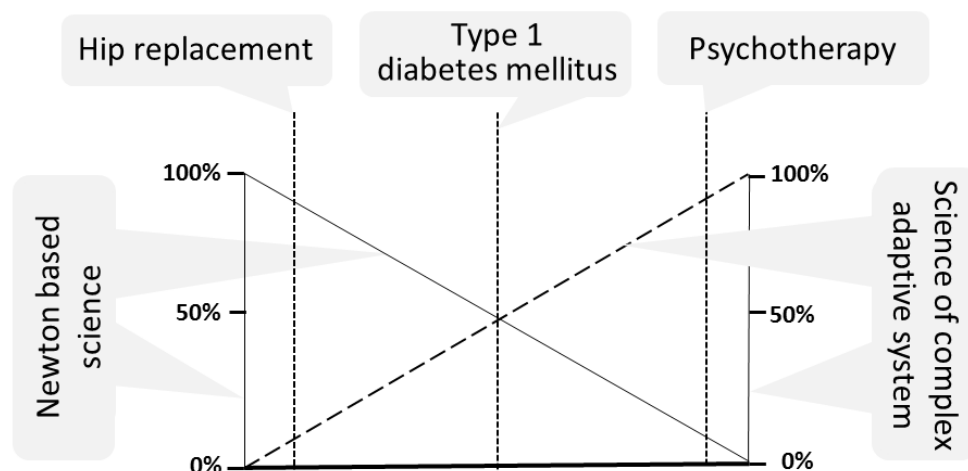 Hip replacement
Type 1
diabetes mellitus
Psychotherapy
100%
100%
50%
50%
0%
0%
Newton based
science
Science of complex
adaptive system